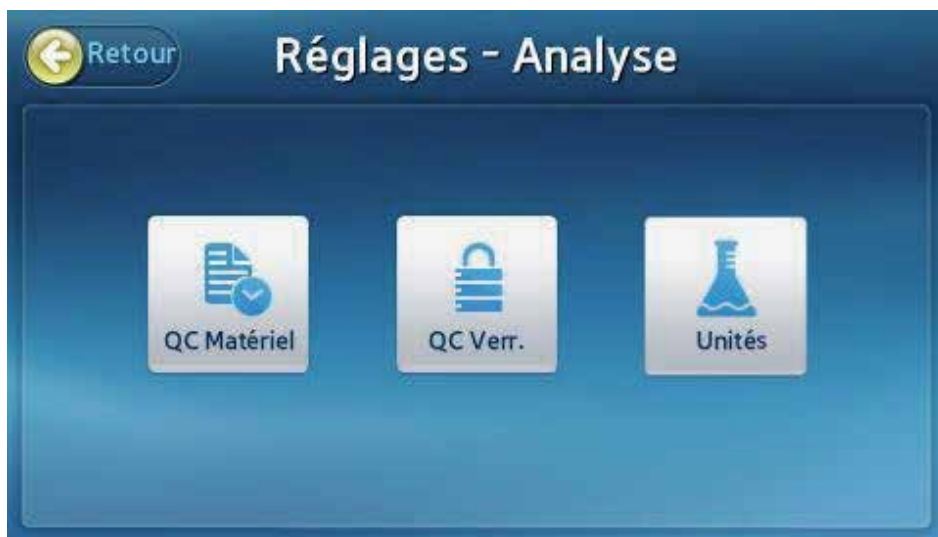 Retour
Réglages - Analyse
QC Matériel
QC Verr.
Unités